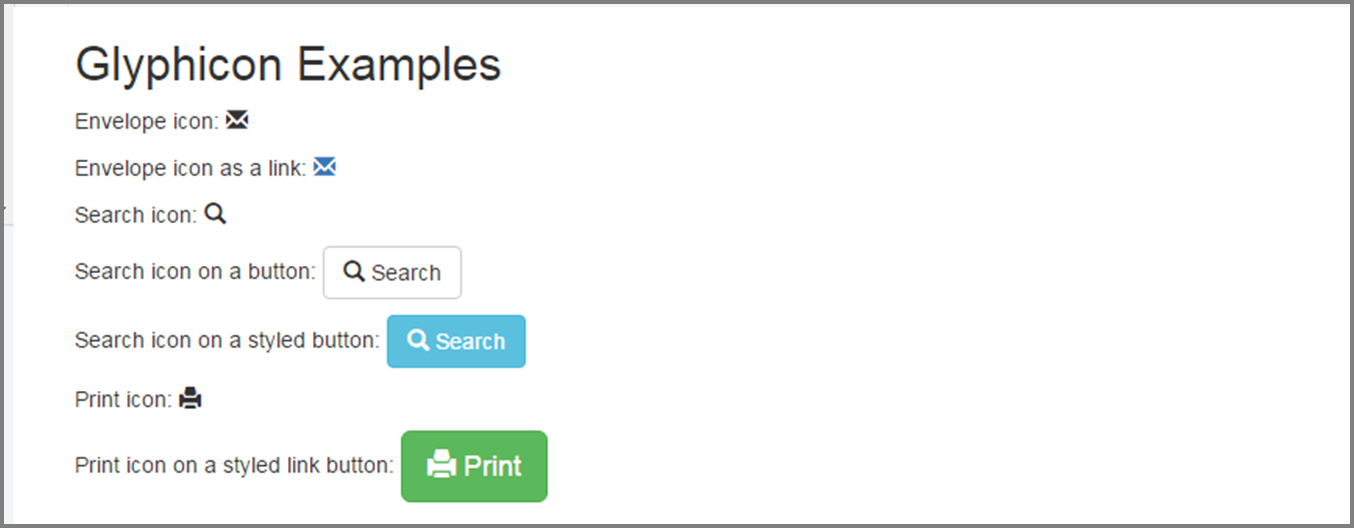 Glyphicon Examples
Envelope icon:
Envelope icon as a link:
Search icon:
Search icon on a button: Search
Search icon on a styled button: Search
Print icon:
Print icon on a styled link button: Print